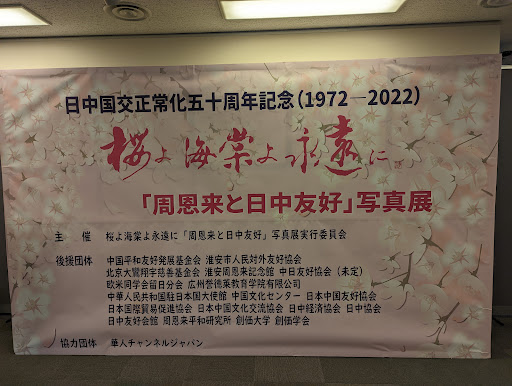 日中国交正常化五十周年記念(1972—2022)
桜よ海棠よ永遠に
「周恩来と日中友好」写真展
主　催　桜よ海棠よ永遠に「周恩来と日中友好」写真展実行委員会
後援団体　中国平和友好発展基金会 淮安市人民対外友好協会
北京大鸞翔宇慈善基金会 淮安周恩来紀念館 中日友好協会（未定）
欧米同学会留日分会 広州誉德莱教育学院有限公司
中華人民共和国駐日本国大使館 中国文化センター 日本中国友好協会
日本国際貿易促進協会 日本中国文化交流協会 日中経済協会 日中協会
日中友好会館 周恩来平和研究所 創価大学 創価学会
協力団体　華人チャンネルジャパン